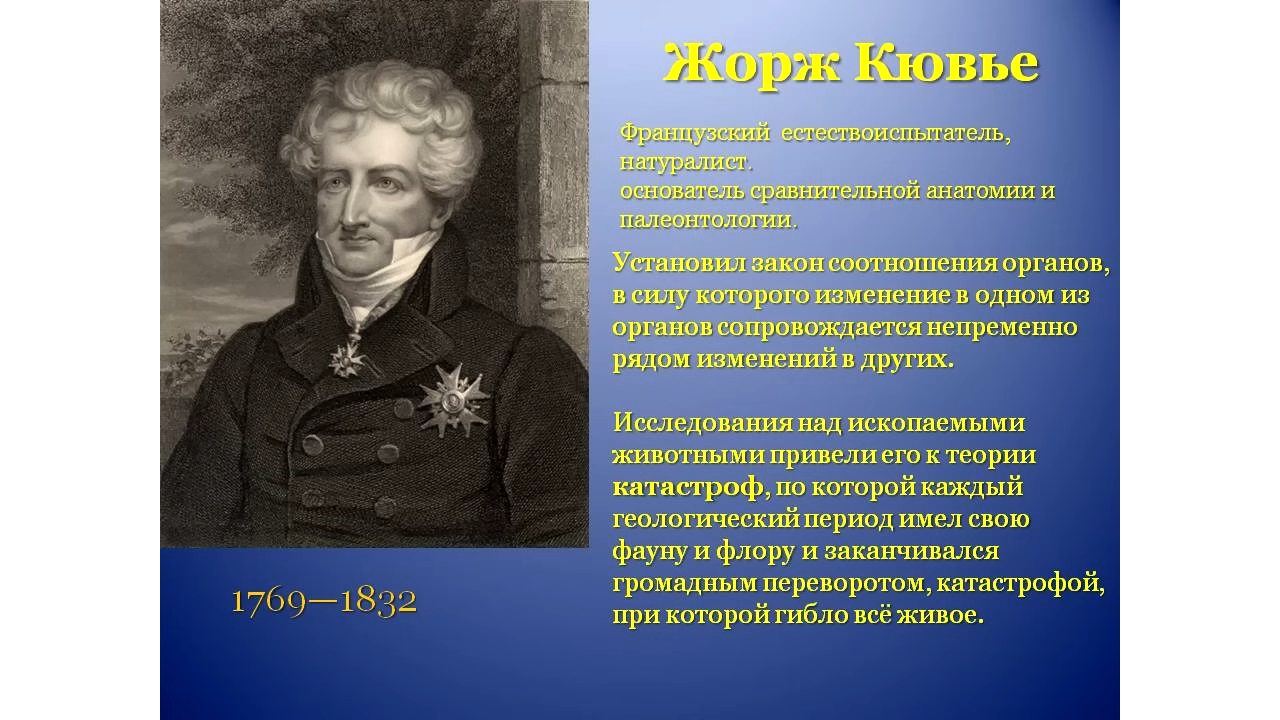 Жорж Кювье
Французский естествоиспытатель,
натуралист.
основатель сравнительной анатомии и
палеонтологии.
Установил закон соотношения органов,
в силу которого изменение в одном из
органов сопровождается непременно
рядом изменений в других.
Исследования над ископаемыми
животными привели его к теории
катастроф, по которой каждый
геологический период имел свою
фауну и флору и заканчивался
громадным переворотом, катастрофой,
при которой гибло всё живое.
1769—1832